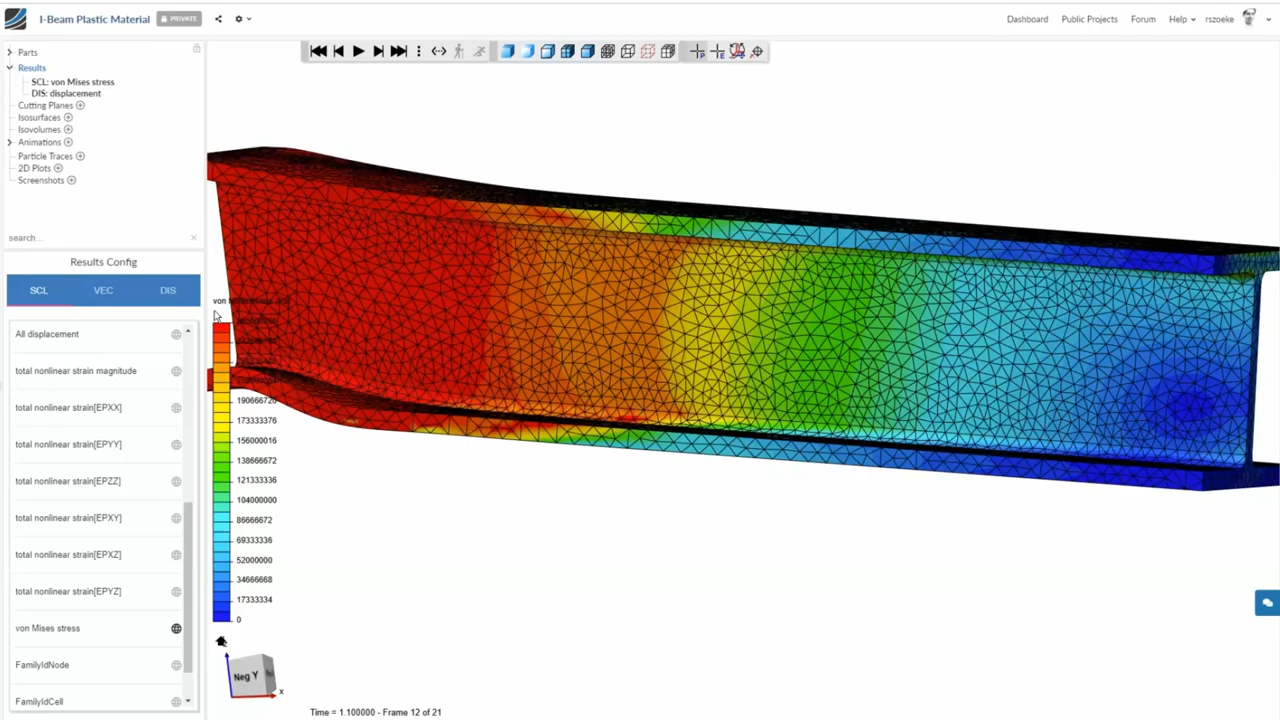 I-Beam Plastic Material
PRIVATE
Dashboard
Public Projects
Forum
Help
rszoeke
Parts
Results
SCL: von Mises stress
DIS: displacement
Cutting Planes
Isosurfaces
Isovolumes
Animations
Particle Traces
2D Plots
Screenshots
search...
Results Config
SCL
VEC
DIS
All displacement
total nonlinear strain magnitude
total nonlinear strain[EPXX]
total nonlinear strain[EPYY]
total nonlinear strain[EPZZ]
total nonlinear strain[EPXY]
total nonlinear strain[EPXZ]
total nonlinear strain[EPYZ]
von Mises stress
FamilyIdNode
FamilyIdCell
von
190666720
173333376
156000016
138666672
121333336
104000000
86666672
69333336
52000000
34666668
17333334
0
Neg Y
x
Time = 1.100000 - Frame 12 of 21